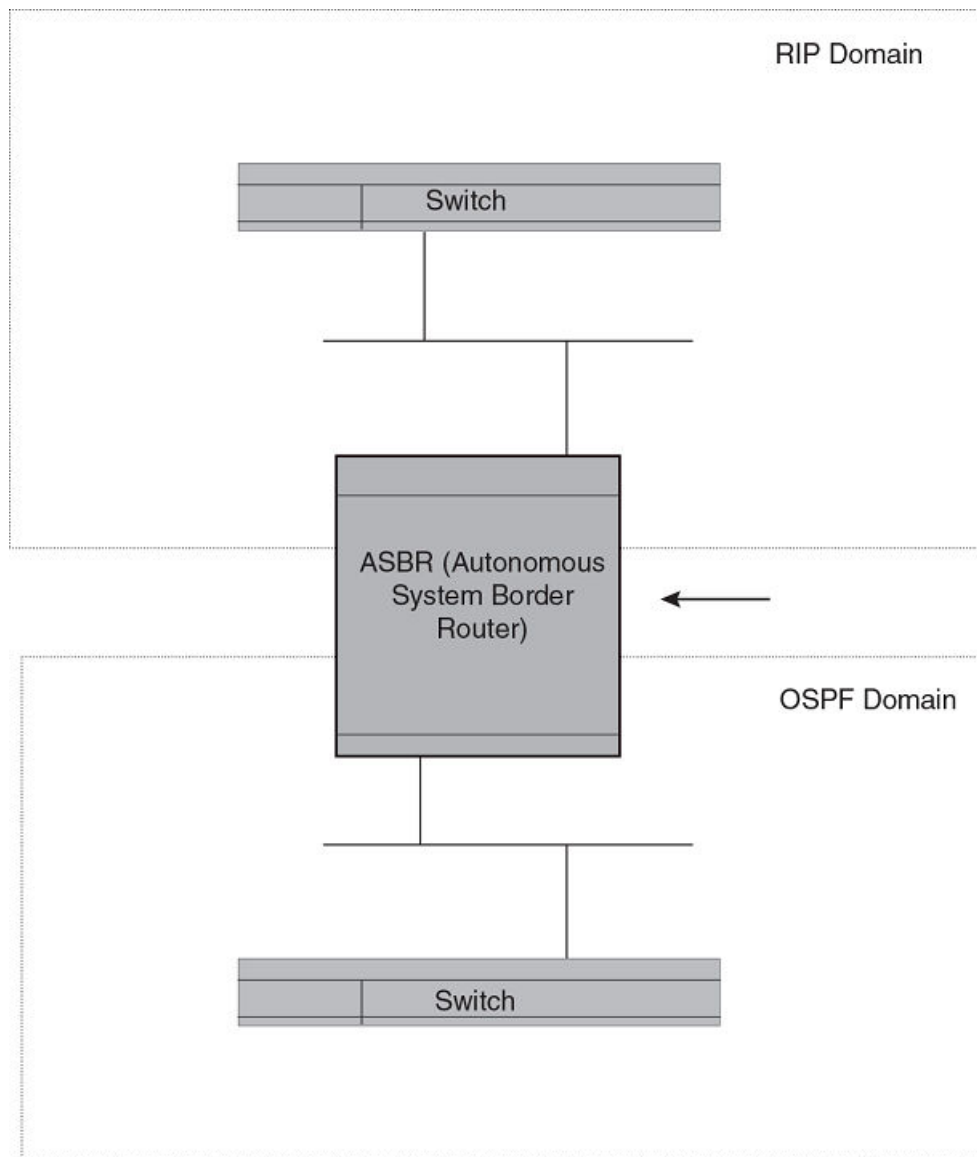 RIP Domain
Switch
ASBR (Autonomous
System Border
Router)
OSPF Domain
Switch